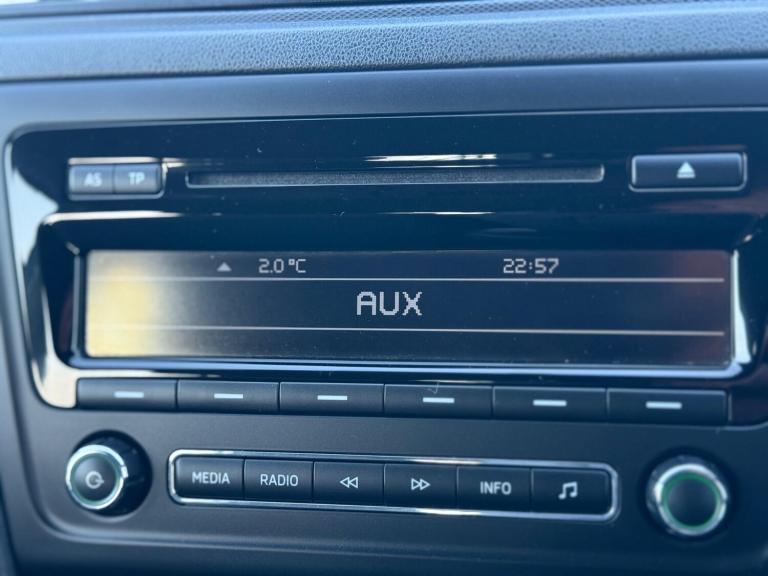 AS TP
2.0 °C 22:57
AUX
MEDIA RADIO INFO